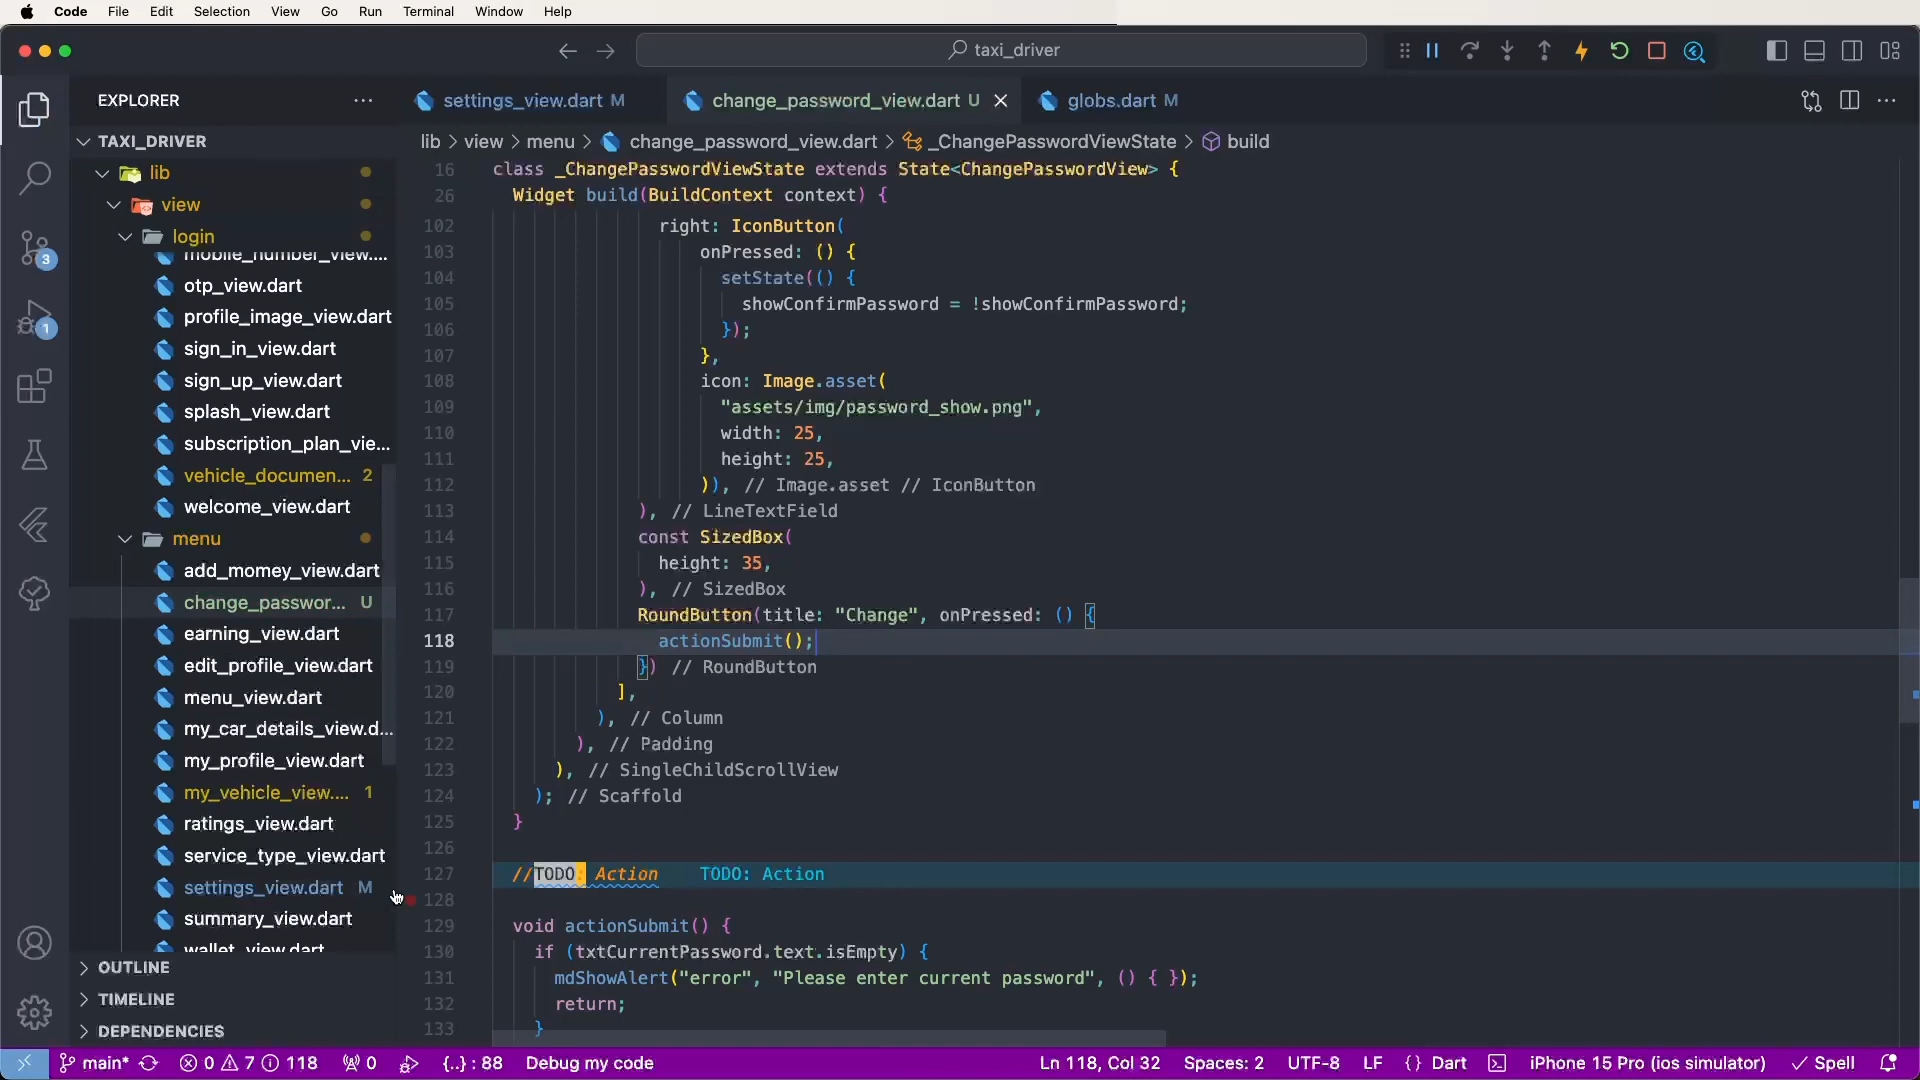 Code File Edit Selection View Go Run Terminal Window Help
taxi_driver
EXPLORER
settings_view.dart M
change_password_view.dart U
globs.dart M
TAXI_DRIVER
lib > view > menu > change_password_view.dart > _ChangePasswordViewState > build
lib
view
login
mobile_number_view....
otp_view.dart
profile_image_view.dart
sign_in_view.dart
sign_up_view.dart
splash_view.dart
subscription_plan_vie...
vehicle_documen... 2
welcome_view.dart
menu
add_momey_view.dart
change_passwor... U
earning_view.dart
edit_profile_view.dart
menu_view.dart
my_car_details_view.d...
my_profile_view.dart
my_vehicle_view.... 1
ratings_view.dart
service_type_view.dart
settings_view.dart M
summary_view.dart
wallet_view.dart
OUTLINE
TIMELINE
DEPENDENCIES
3
1
16 class _ChangePasswordViewState extends State<ChangePasswordView> {
26 Widget build(BuildContext context) {
102 right: IconButton(
103 onPressed: () {
104 setState(() {
105 showConfirmPassword = !showConfirmPassword;
106 });
107 },
108 icon: Image.asset(
109 "assets/img/password_show.png",
110 width: 25,
111 height: 25,
112 )), // Image.asset // IconButton
113 ), // LineTextField
114 const SizedBox(
115 height: 35,
116 ), // SizedBox
117 RoundButton(title: "Change", onPressed: () {
118 actionSubmit();
119 }) // RoundButton
120 ],
121 ), // Column
122 ), // Padding
123 ), // SingleChildScrollView
124 ); // Scaffold
125 }
126
127 //TODO: Action TODO: Action
128
129 void actionSubmit() {
130 if (txtCurrentPassword.text.isEmpty) {
131 mdShowAlert("error", "Please enter current password", () { });
132 return;
133 }
main* 0 7 118 0 {..} : 88 Debug my code Ln 118, Col 32 Spaces: 2 UTF-8 LF {} Dart iPhone 15 Pro (ios simulator) Spell